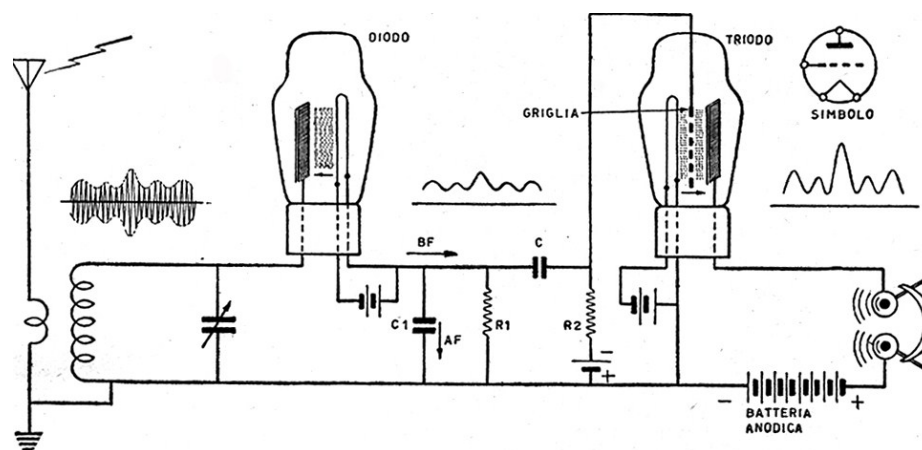 DIODO
TRIODO
GRIGLIA
SIMBOLO
BF
C
C1
AF
R1
R2
-
+
-
+
BATTERIA
ANODICA